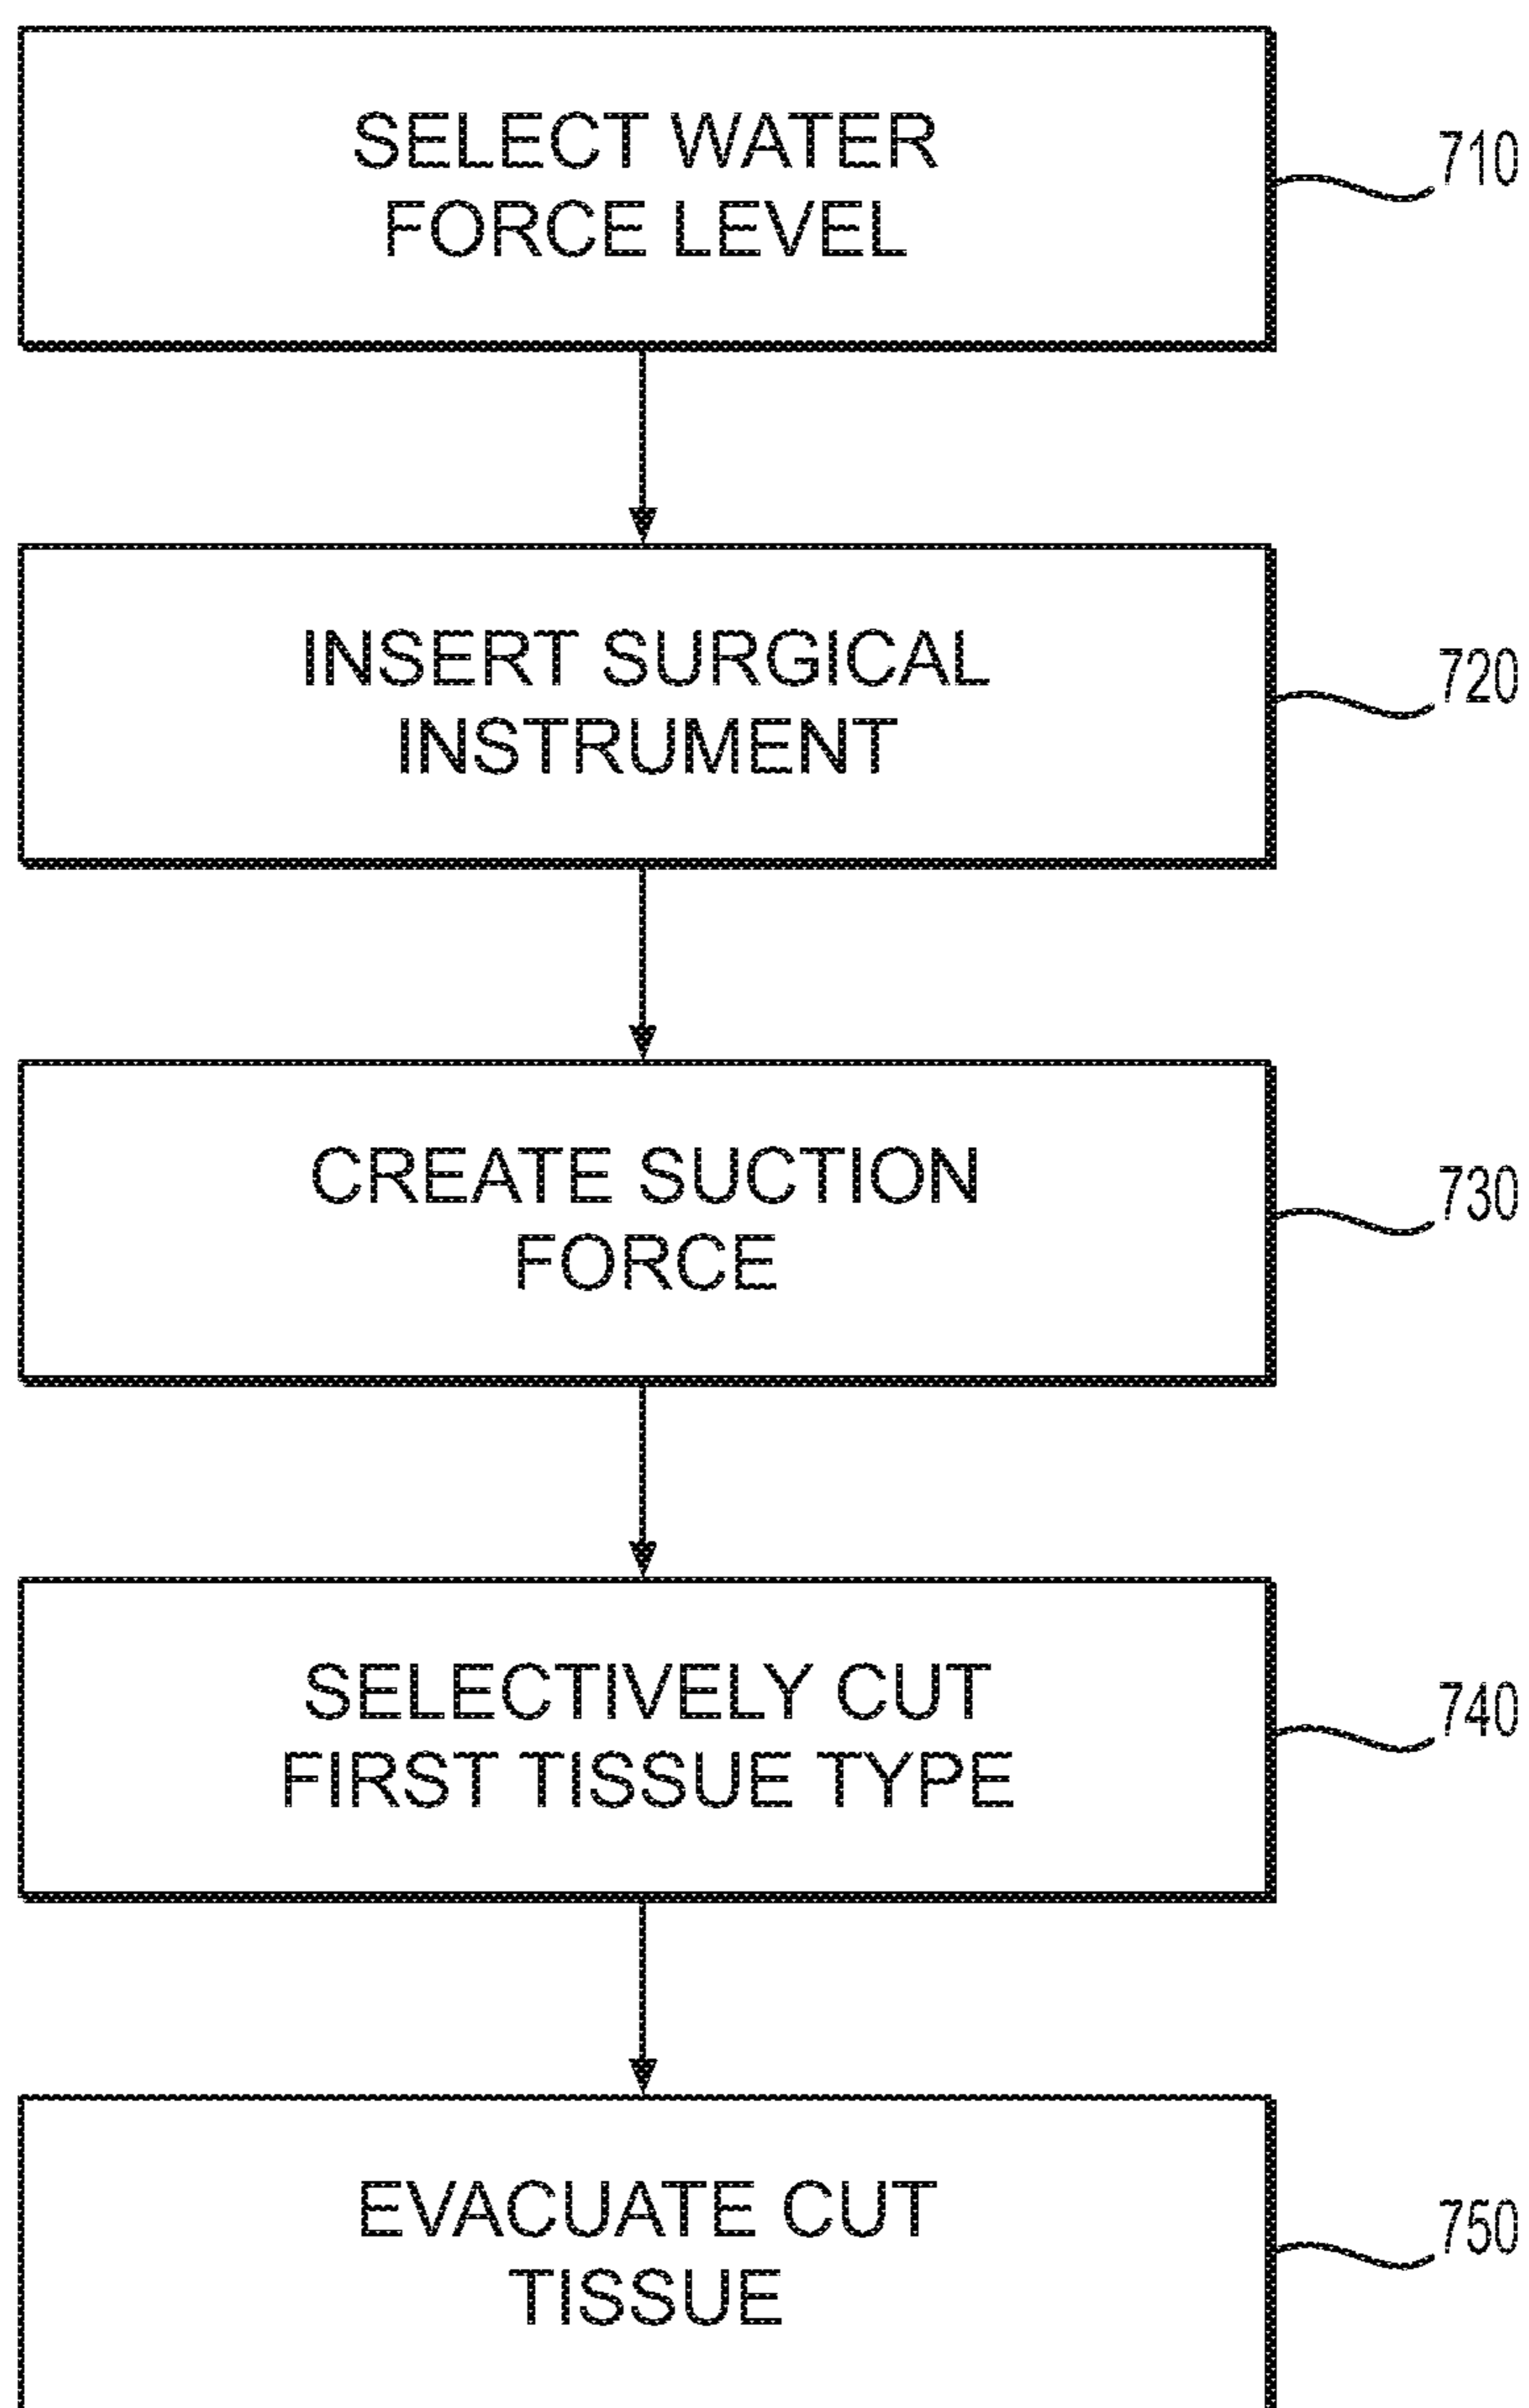 SELECT WATER
FORCE LEVEL
710
INSERT SURGICAL
INSTRUMENT
720
CREATE SUCTION
FORCE
730
SELECTIVELY CUT
FIRST TISSUE TYPE
740
EVACUATE CUT
TISSUE
750